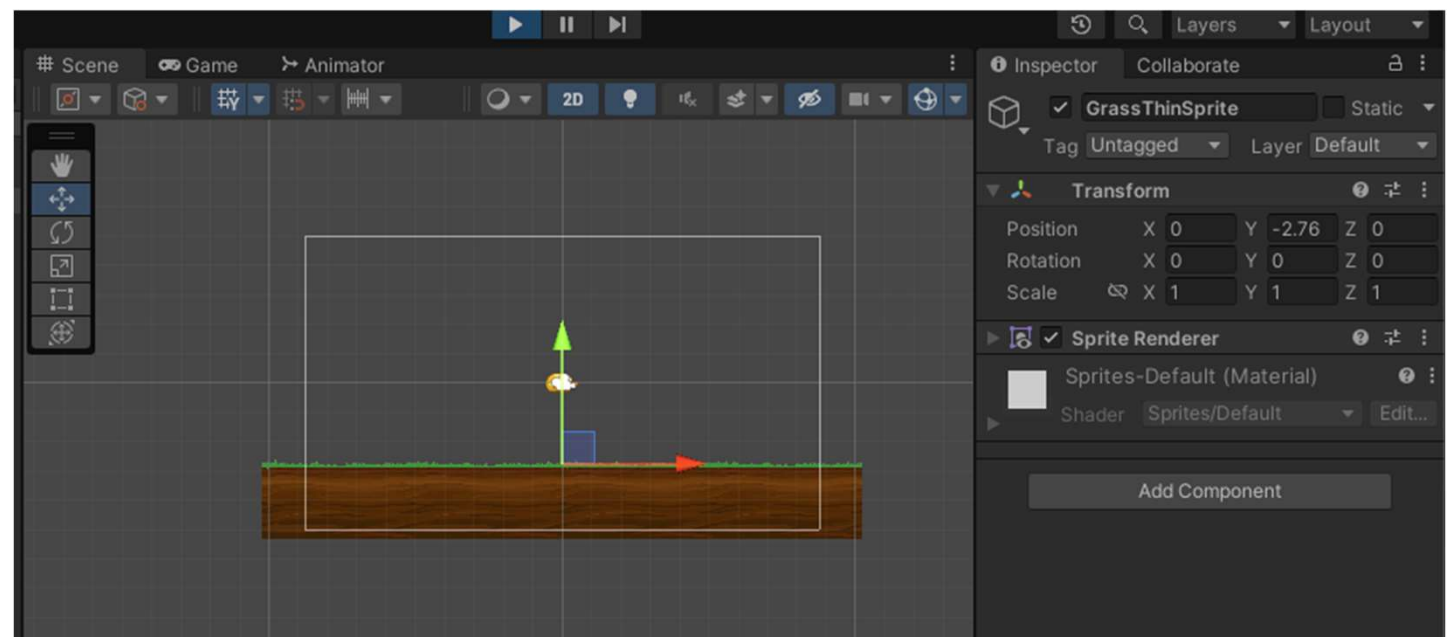 Layers Layout
Scene Game Animator
Inspector Collaborate
2D
GrassThinSprite Static
Tag Untagged Layer Default
Transform
Position X 0 Y -2.76 Z 0
Rotation X 0 Y 0 Z 0
Scale X 1 Y 1 Z 1
Sprite Renderer
Sprites-Default (Material)
Shader Sprites/Default Edit...
Add Component